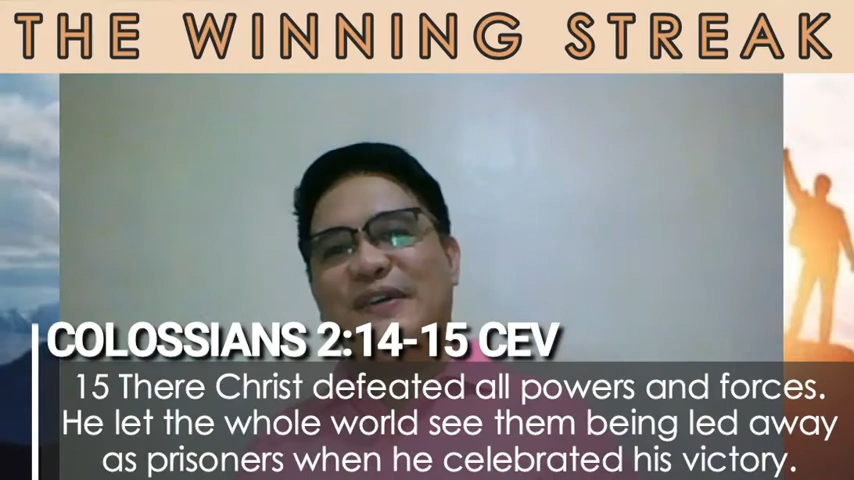 THE WINNING STREAK
COLOSSIANS 2:14-15 CEV
15 There Christ defeated all powers and forces.
He let the whole world see them being led away
as prisoners when he celebrated his victory.